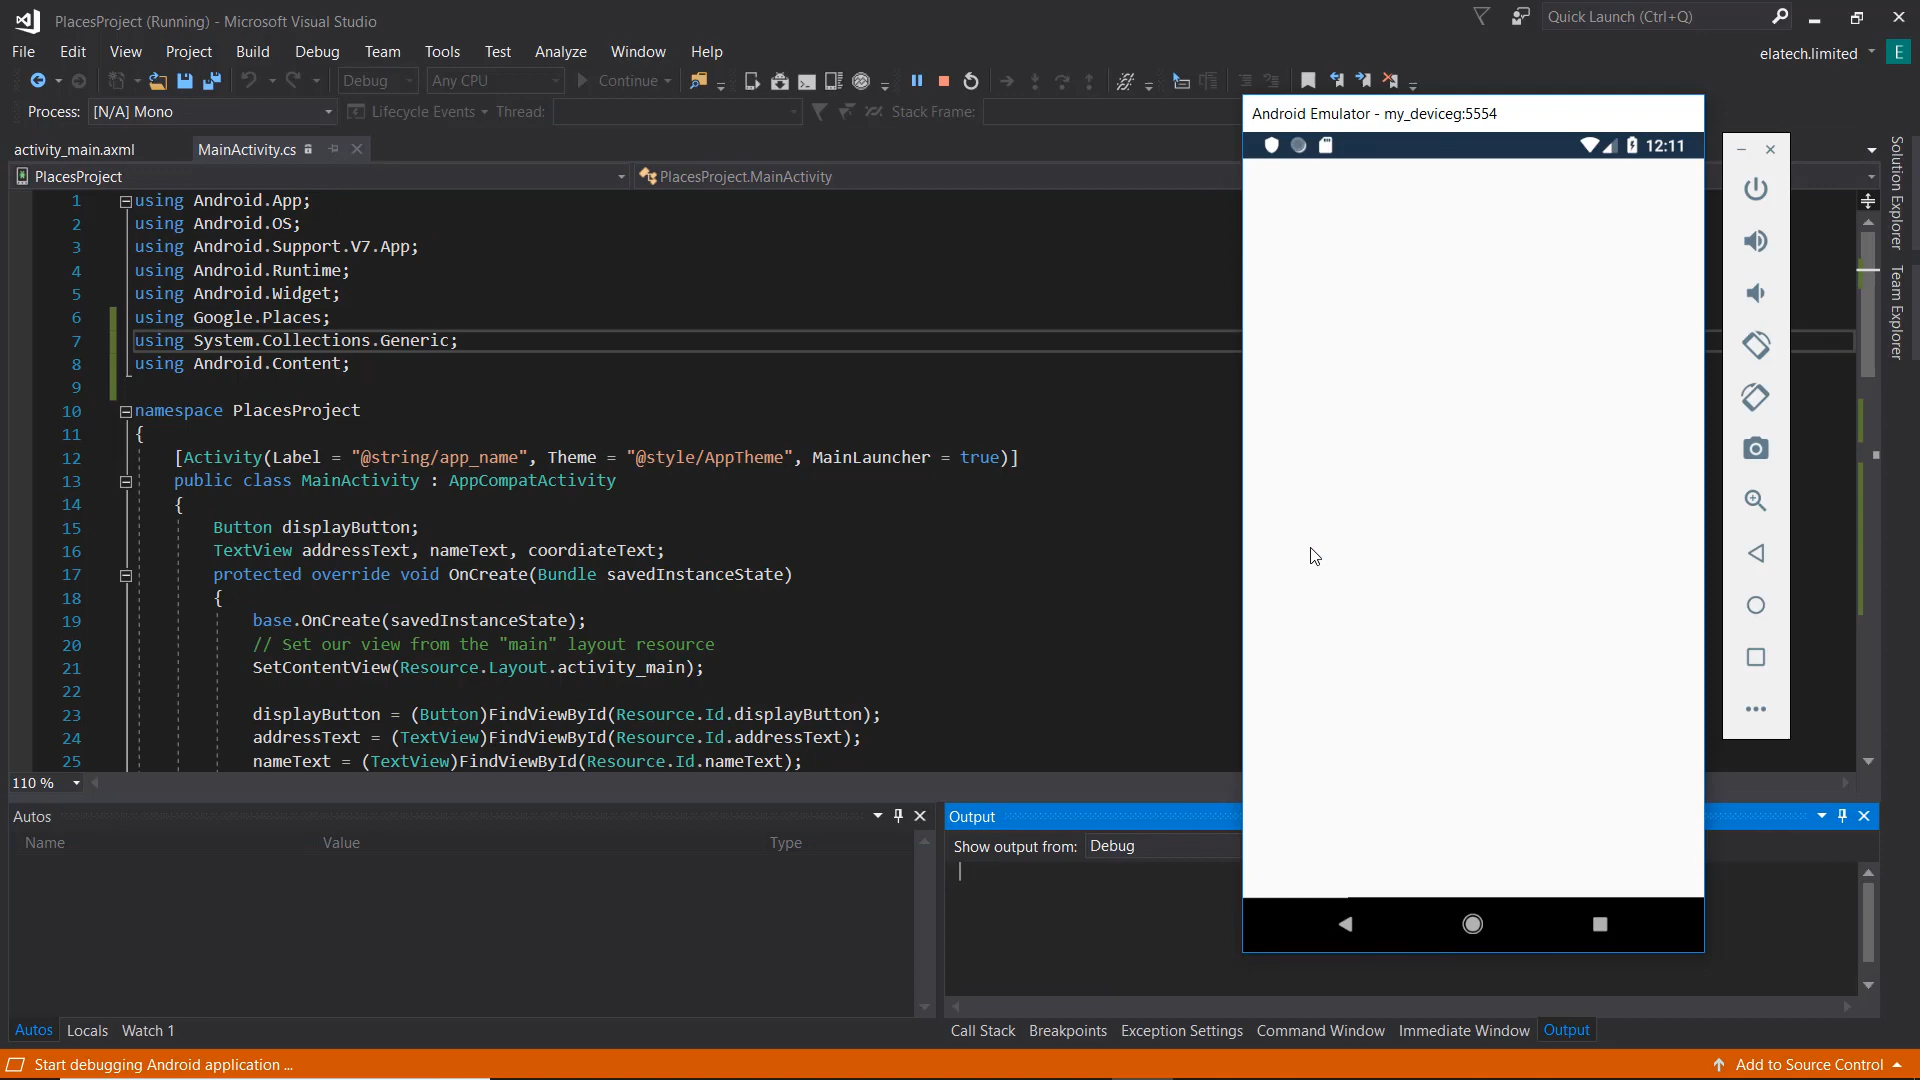 PlacesProject (Running) - Microsoft Visual Studio
Quick Launch (Ctrl+Q)
File Edit View Project Build Debug Team Tools Test Analyze Window Help
elatech.limited E
Debug Any CPU Continue
Process: [N/A] Mono Lifecycle Events Thread: Stack Frame:
Android Emulator - my_deviceg:5554
12:11
activity_main.axml MainActivity.cs
PlacesProject PlacesProject.MainActivity
Solution Explorer
Team Explorer
1 using Android.App;
2 using Android.OS;
3 using Android.Support.V7.App;
4 using Android.Runtime;
5 using Android.Widget;
6 using Google.Places;
7 using System.Collections.Generic;
8 using Android.Content;
9
10 namespace PlacesProject
11 {
12 [Activity(Label = "@string/app_name", Theme = "@style/AppTheme", MainLauncher = true)]
13 public class MainActivity : AppCompatActivity
14 {
15 Button displayButton;
16 TextView addressText, nameText, coordiateText;
17 protected override void OnCreate(Bundle savedInstanceState)
18 {
19 base.OnCreate(savedInstanceState);
20 // Set our view from the "main" layout resource
21 SetContentView(Resource.Layout.activity_main);
22
23 displayButton = (Button)FindViewById(Resource.Id.displayButton);
24 addressText = (TextView)FindViewById(Resource.Id.addressText);
25 nameText = (TextView)FindViewById(Resource.Id.nameText);
110 %
Autos
Name Value Type
Output
Show output from: Debug
Autos Locals Watch 1
Call Stack Breakpoints Exception Settings Command Window Immediate Window Output
Start debugging Android application ...
Add to Source Control